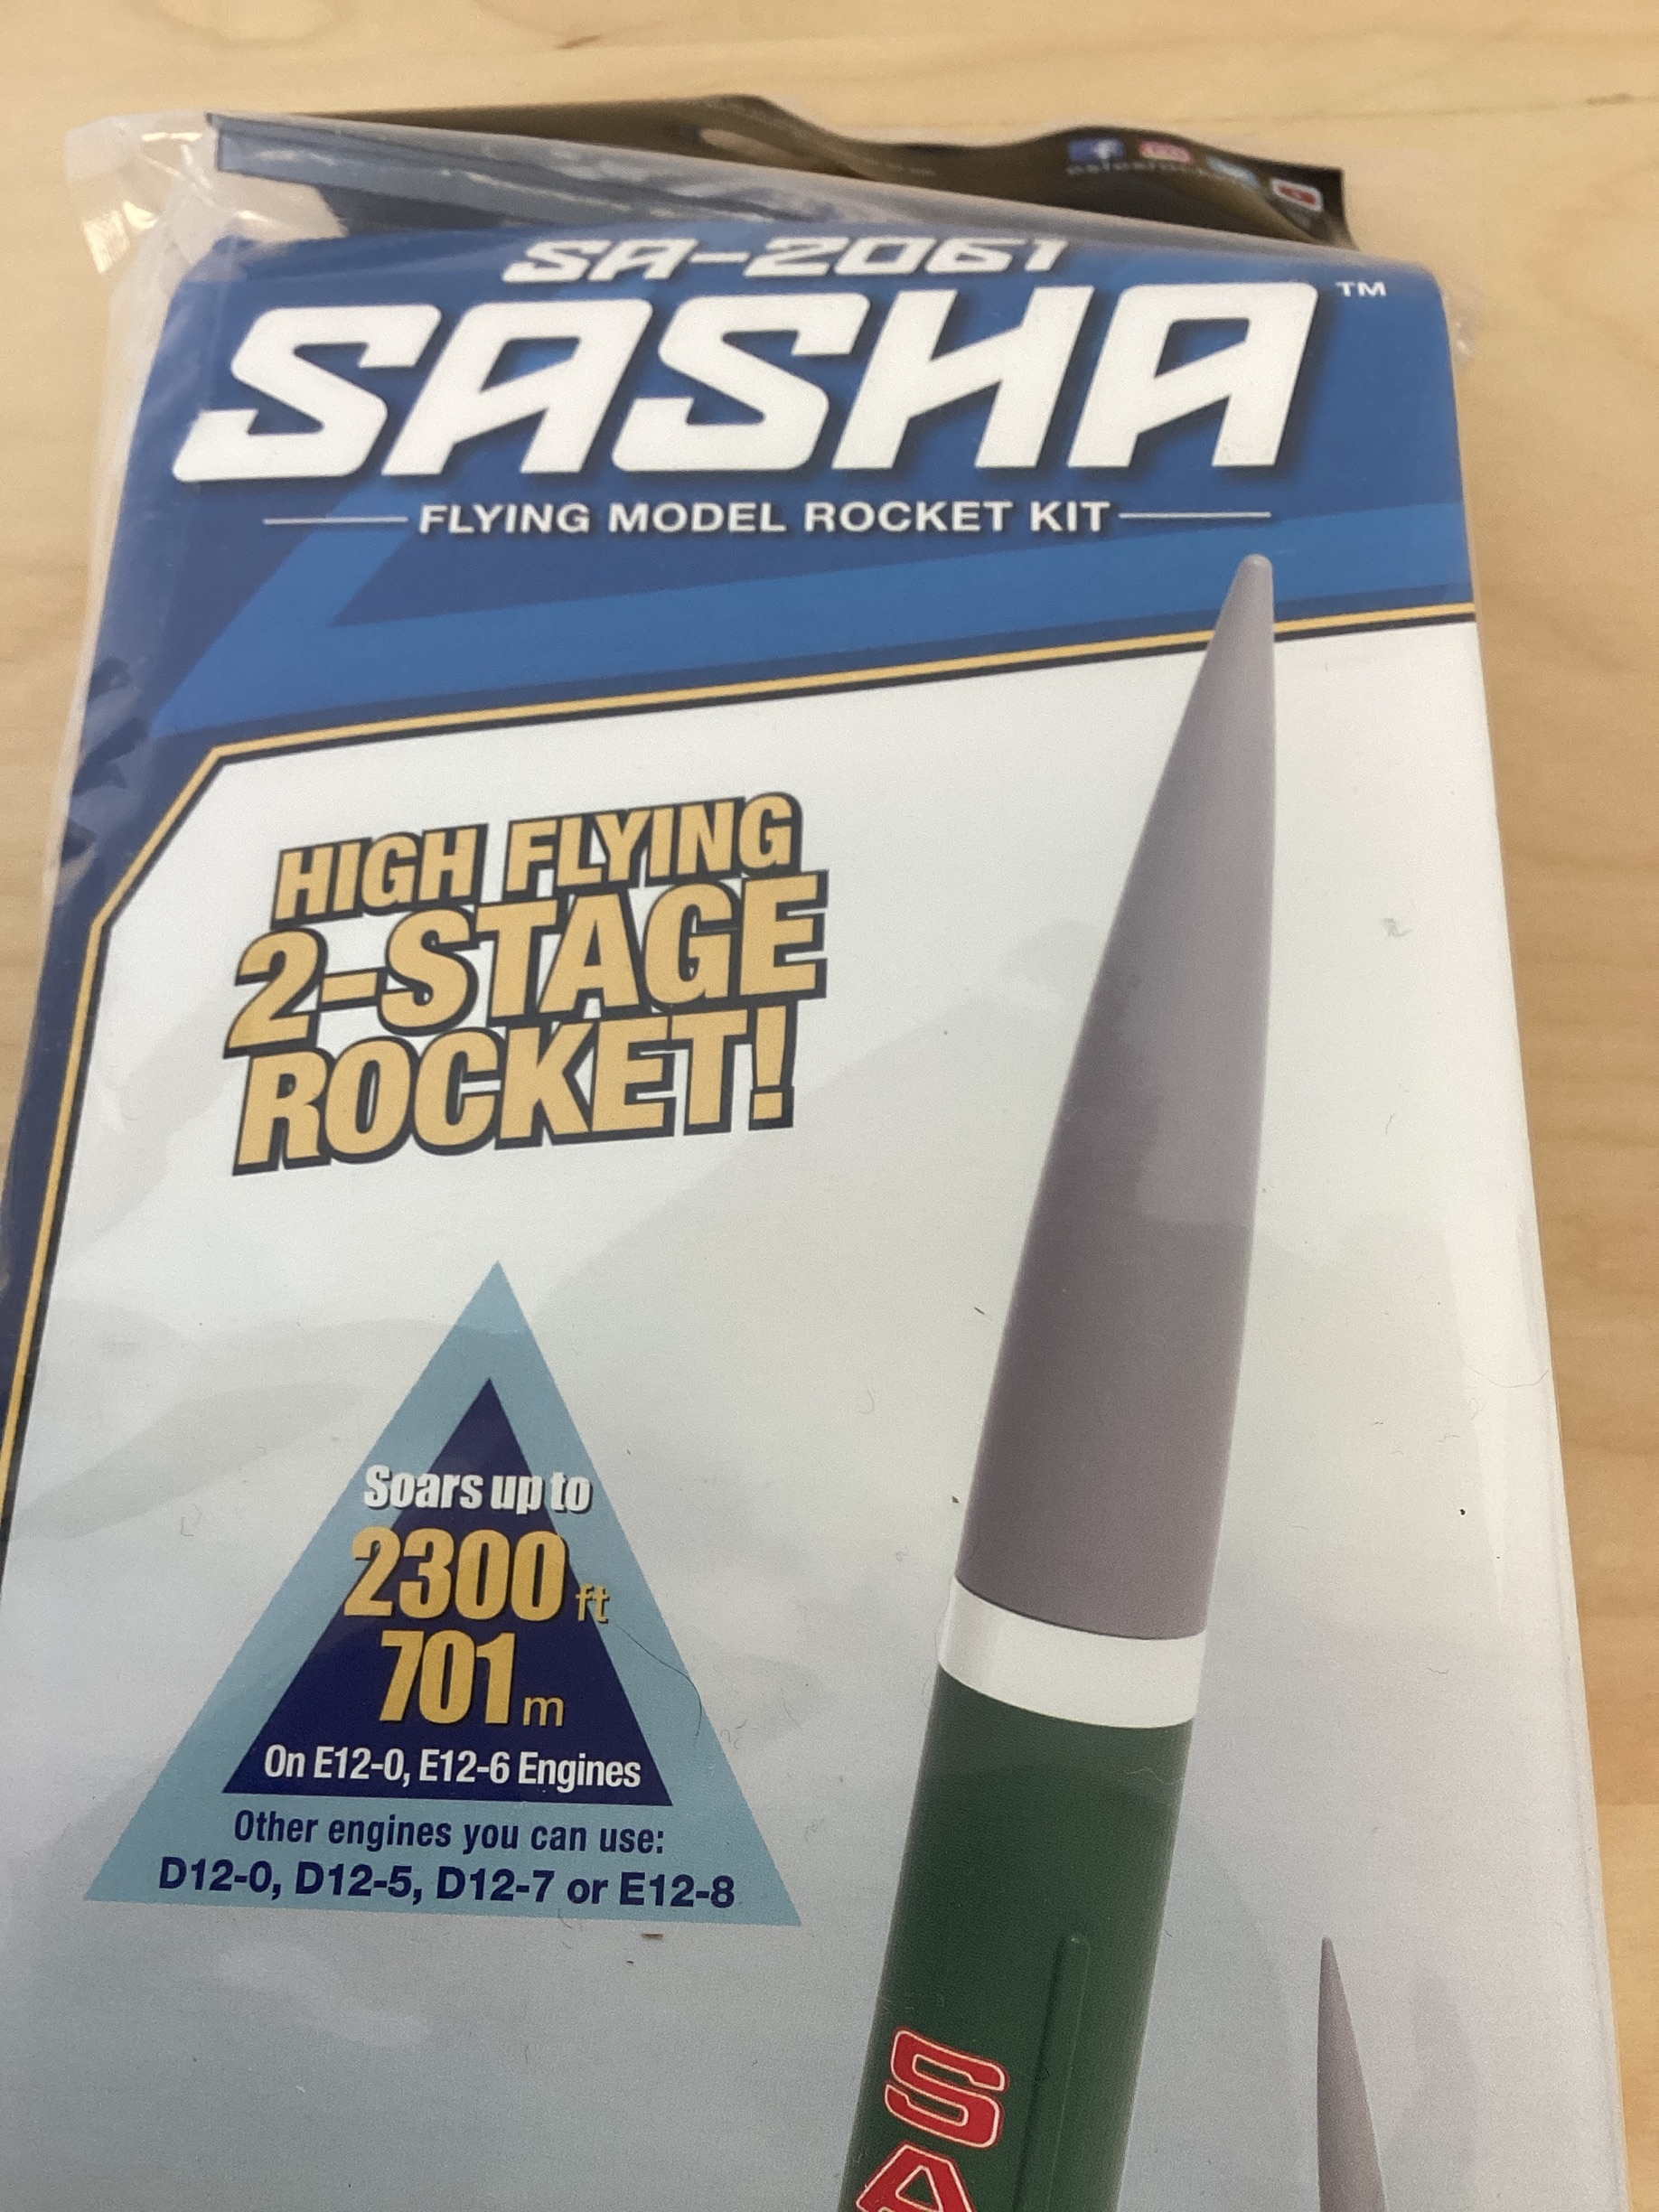 SA-2061
SASHA™
FLYING MODEL ROCKET KIT
HIGH FLYING
2-STAGE
ROCKET!
Soars up to
2300 ft
701 m
On E12-0, E12-6 Engines
Other engines you can use:
D12-0, D12-5, D12-7 or E12-8
SA